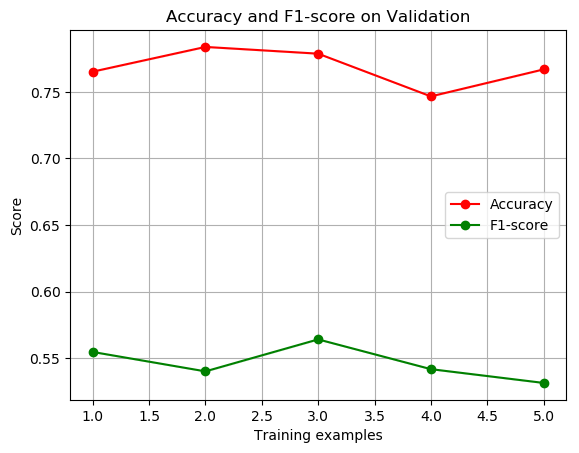 Accuracy and F1-score on Validation
Score
0.75
0.70
0.65
0.60
0.55
Accuracy
F1-score
1.0 1.5 2.0 2.5 3.0 3.5 4.0 4.5 5.0
Training examples